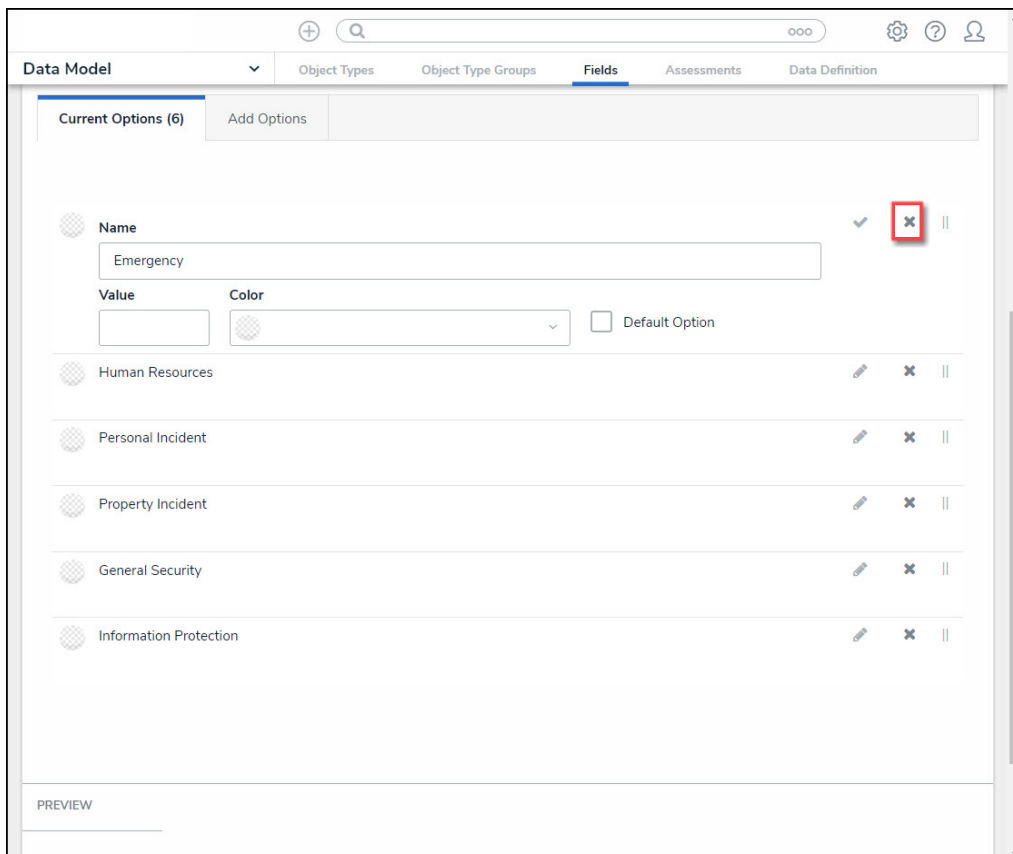 Data Model Object Types Object Type Groups Fields Assessments Data Definition
Current Options (6) Add Options
Name
Emergency
Value Color
Default Option
Human Resources
Personal Incident
Property Incident
General Security
Information Protection
PREVIEW